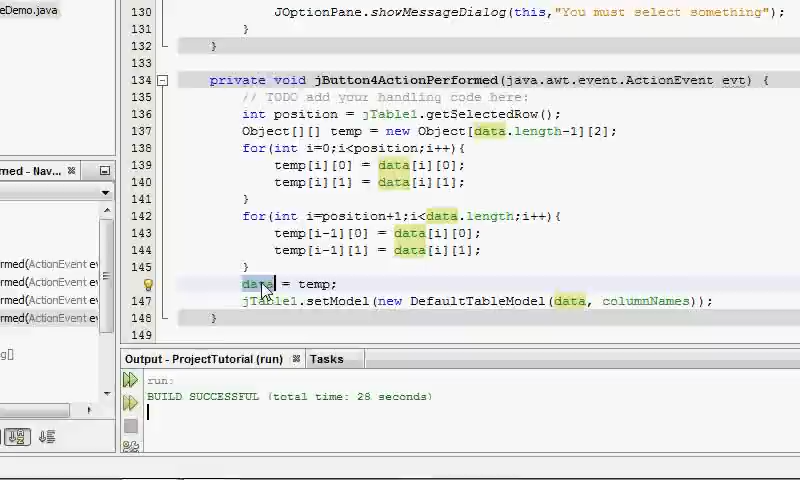 eDemo.java
130 JOptionPane.showMessageDialog(this,"You must select something");
131 }
132 }
133
134 private void jButton4ActionPerformed(java.awt.event.ActionEvent evt) {
135 // TODO add your handling code here:
136 int position = jTable1.getSelectedRow();
137 Object[][] temp = new Object[data.length-1][2];
138 for(int i=0;i<position;i++){
139 temp[i][0] = data[i][0];
140 temp[i][1] = data[i][1];
141 }
142 for(int i=position+1;i<data.length;i++){
143 temp[i-1][0] = data[i][0];
144 temp[i-1][1] = data[i][1];
145 }
data = temp;
147 jTable1.setModel(new DefaultTableModel(data, columnNames));
148 }
149
rmed - Nav...
ormed(ActionEvent ev
ormed(ActionEvent ev
ormed(ActionEvent ev
ormed(ActionEvent ev
g[]
Output - ProjectTutorial (run) Tasks
run:
BUILD SUCCESSFUL (total time: 28 seconds)